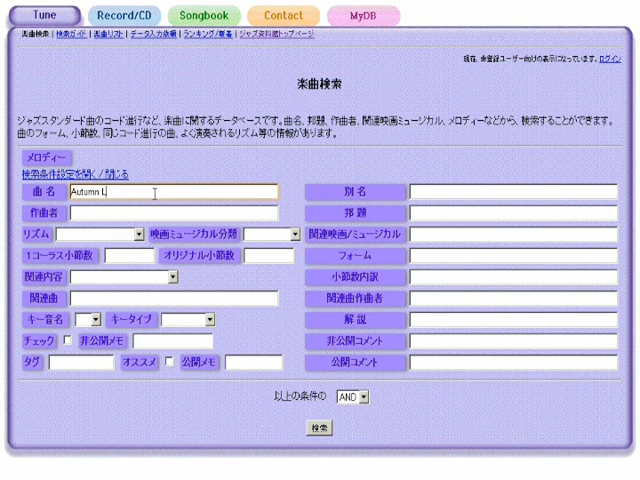 Tune Record/CD Songbook Contact MyDB
楽曲検索 | 検索ガイド | 楽曲リスト | データ入力依頼 | ランキング/新着 | ジャズ資料館トップページ
現在、未登録ユーザー向けの表示になっています。ログイン
楽曲検索
ジャズスタンダード曲のコード進行など、楽曲に関するデータベースです。曲名、邦題、作曲者、関連映画ミュージカル、メロディーなどから、検索することができます。
曲のフォーム、小節数、同じコード進行の曲、よく演奏されるリズム等の情報があります。
メロディー
検索条件設定を開く／閉じる
曲 名 Autumn L 別 名
作曲者 邦 題
リズム 映画ミュージカル分類 関連映画/ミュージカル
1コーラス小節数 オリジナル小節数 フォーム
関連内容 小節数内訳
関連曲 関連曲作曲者
キー音名 キータイプ 解 説
チェック 非公開メモ 非公開コメント
タグ オススメ 公開メモ 公開コメント
以上の条件の AND
検索